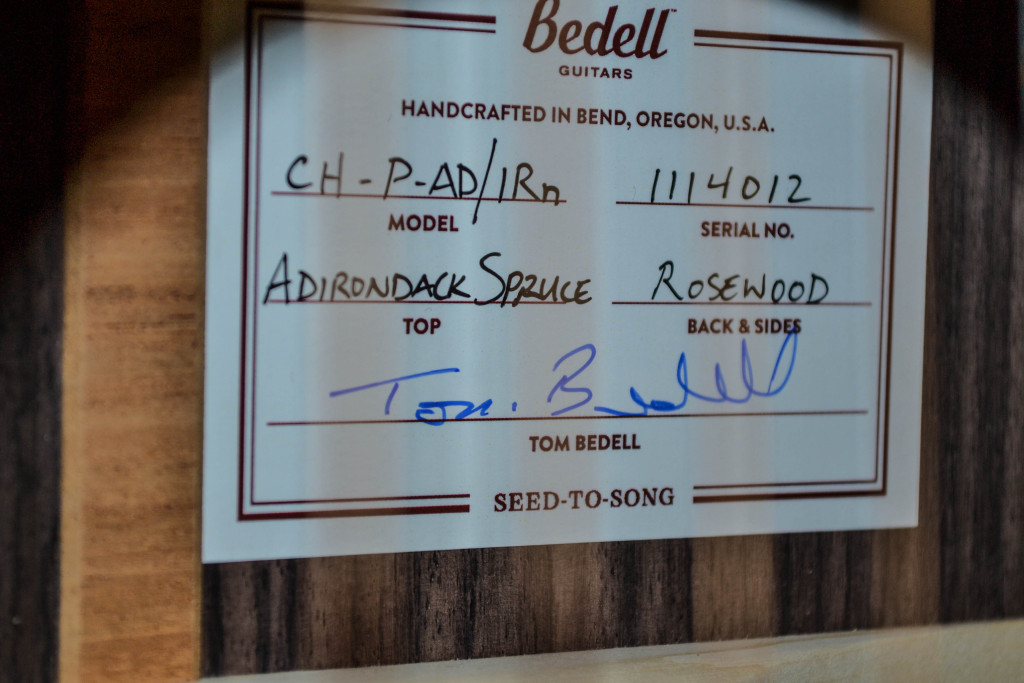 Bedell™
GUITARS
HANDCRAFTED IN BEND, OREGON, U.S.A.
CH-P-AD/IRn 1114012
MODEL SERIAL NO.
ADIRONDACK SPRUCE ROSEWOOD
TOP BACK & SIDES
Tom Bedell
TOM BEDELL
SEED-TO-SONG